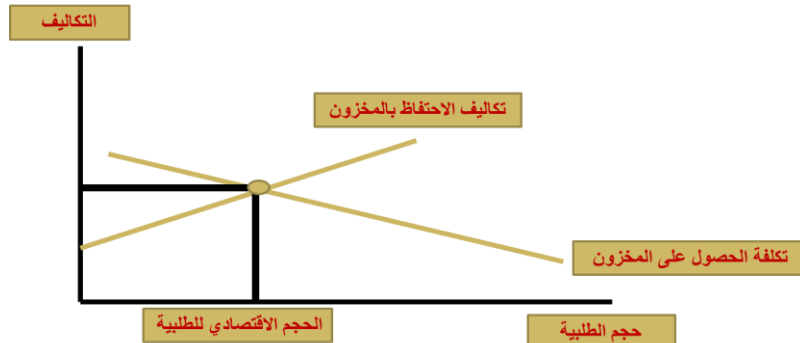 التكاليف
تكاليف الاحتفاظ بالمخزون
تكلفة الحصول على المخزون
الحجم الاقتصادي للطلبية
حجم الطلبية